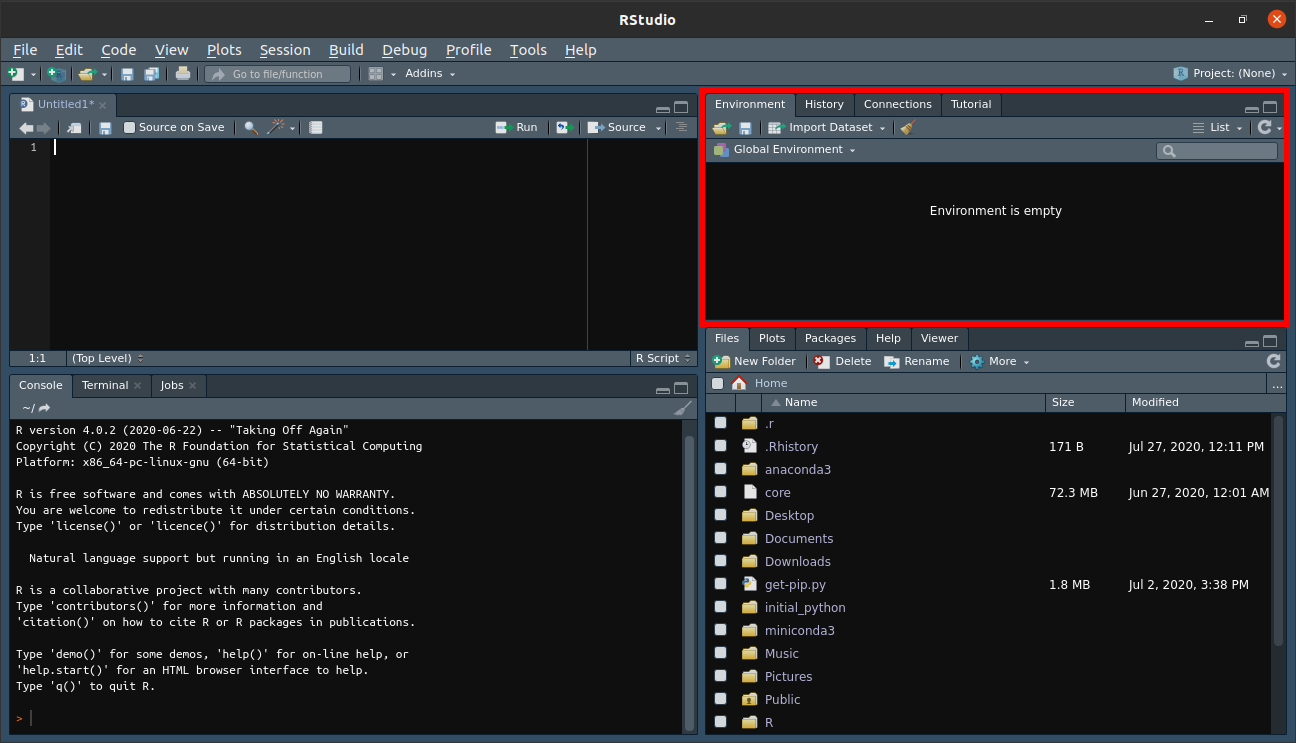 RStudio
File Edit Code View Plots Session Build Debug Profile Tools Help
Go to file/function Addins Project: (None)
Untitled1*
Source on Save Run Source
1
1:1 (Top Level) R Script
Console Terminal Jobs
~/
R version 4.0.2 (2020-06-22) -- "Taking Off Again"
Copyright (C) 2020 The R Foundation for Statistical Computing
Platform: x86_64-pc-linux-gnu (64-bit)
R is free software and comes with ABSOLUTELY NO WARRANTY.
You are welcome to redistribute it under certain conditions.
Type 'license()' or 'licence()' for distribution details.
Natural language support but running in an English locale
R is a collaborative project with many contributors.
Type 'contributors()' for more information and
'citation()' on how to cite R or R packages in publications.
Type 'demo()' for some demos, 'help()' for on-line help, or
'help.start()' for an HTML browser interface to help.
Type 'q()' to quit R.
>
Environment History Connections Tutorial
Import Dataset List
Global Environment
Environment is empty
Files Plots Packages Help Viewer
New Folder Delete Rename More
Home ...
Name Size Modified
.r
.Rhistory 171 B Jul 27, 2020, 12:11 PM
anaconda3
core 72.3 MB Jun 27, 2020, 12:01 AM
Desktop
Documents
Downloads
get-pip.py 1.8 MB Jul 2, 2020, 3:38 PM
initial_python
miniconda3
Music
Pictures
Public
R